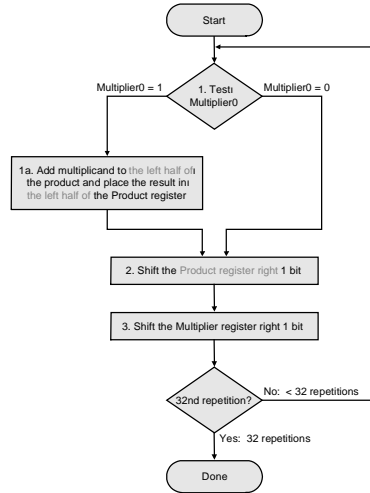 Start
Multiplier0 = 1
1. Test
Multiplier0
Multiplier0 = 0
1a. Add multiplicand to the left half of
the product and place the result in
the left half of the Product register
2. Shift the Product register right 1 bit
3. Shift the Multiplier register right 1 bit
32nd repetition?
No: < 32 repetitions
Yes: 32 repetitions
Done